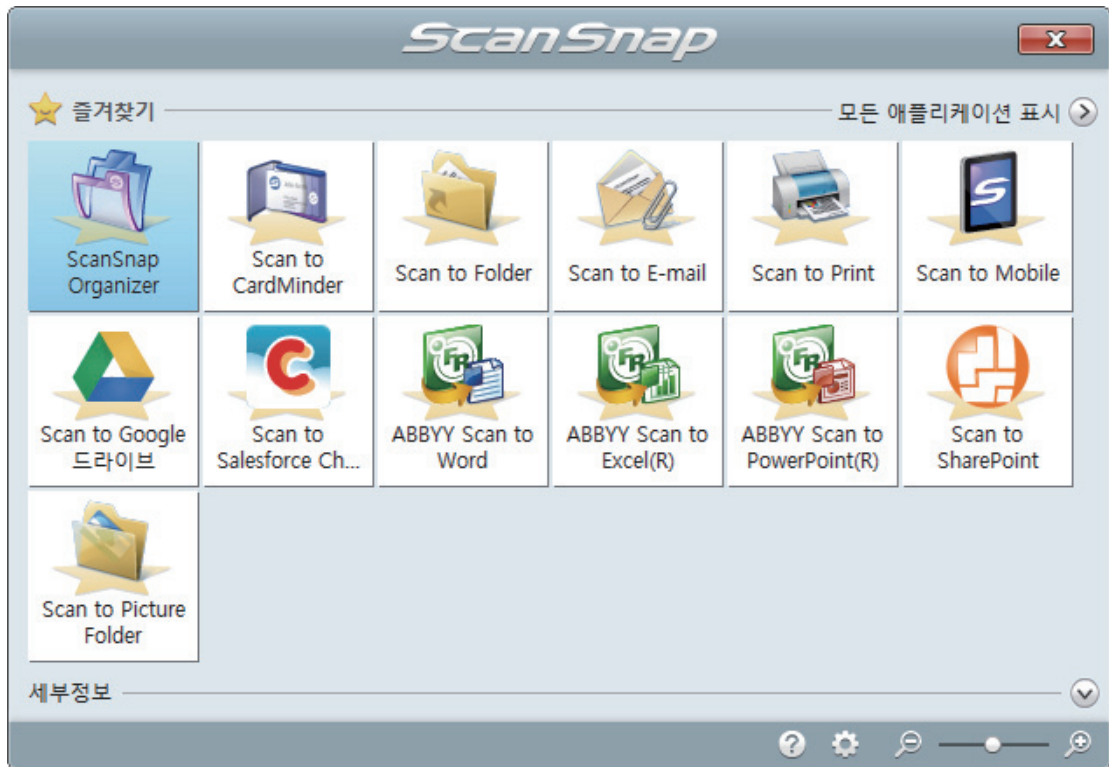 ScanSnap
즐겨찾기
모든 애플리케이션 표시
ScanSnap
Organizer
Scan to
CardMinder
Scan to Folder
Scan to E-mail
Scan to Print
Scan to Mobile
Scan to Google
드라이브
Scan to
Salesforce Ch...
ABBYY Scan to
Word
ABBYY Scan to
Excel(R)
ABBYY Scan to
PowerPoint(R)
Scan to
SharePoint
Scan to Picture
Folder
세부정보